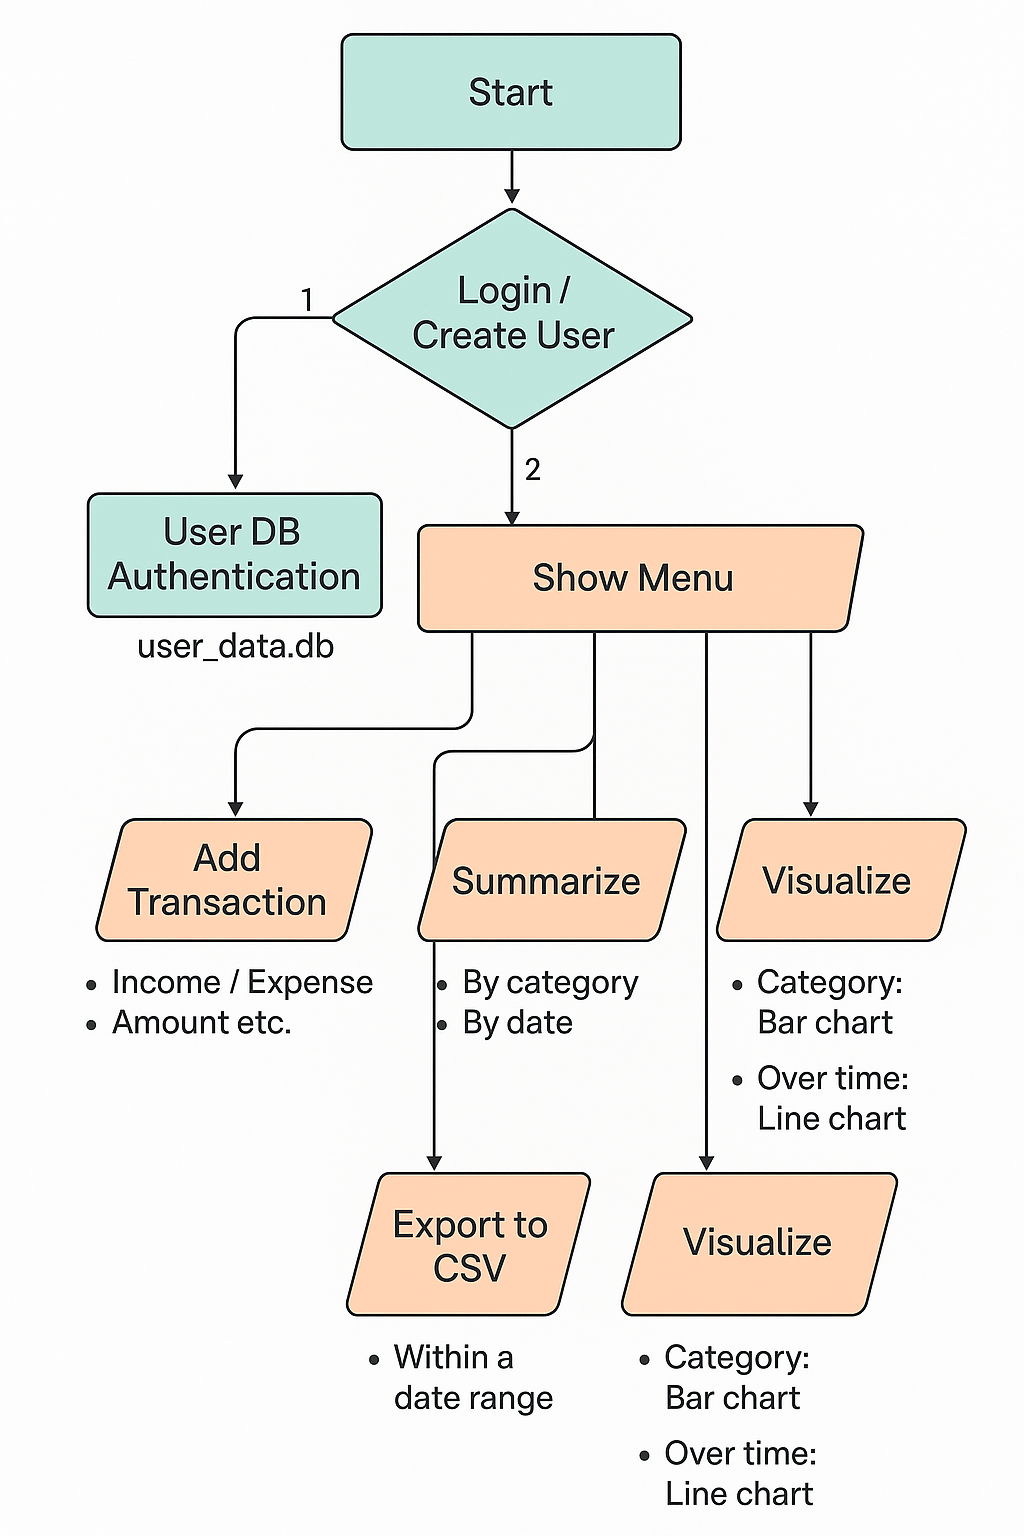 Start
Login /
Create User
1
2
User DB
Authentication
user_data.db
Show Menu
Add
Transaction
• Income / Expense
• Amount etc.
Summarize
• By category
• By date
Visualize
• Category:
Bar chart
• Over time:
Line chart
Export to
CSV
• Within a
date range
Visualize
• Category:
Bar chart
• Over time:
Line chart